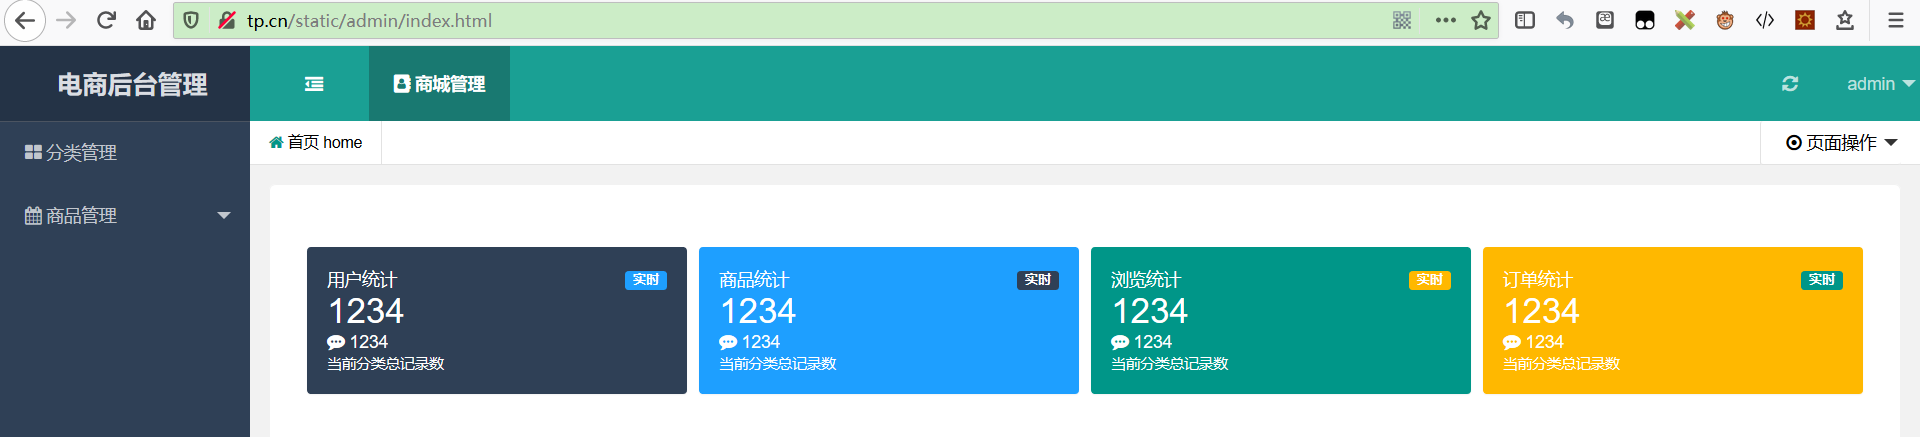 tp.cn/static/admin/index.html
电商后台管理
商城管理
admin
分类管理
商品管理
首页 home
页面操作
用户统计
实时
1234
1234
当前分类总记录数
商品统计
实时
1234
1234
当前分类总记录数
浏览统计
实时
1234
1234
当前分类总记录数
订单统计
实时
1234
1234
当前分类总记录数